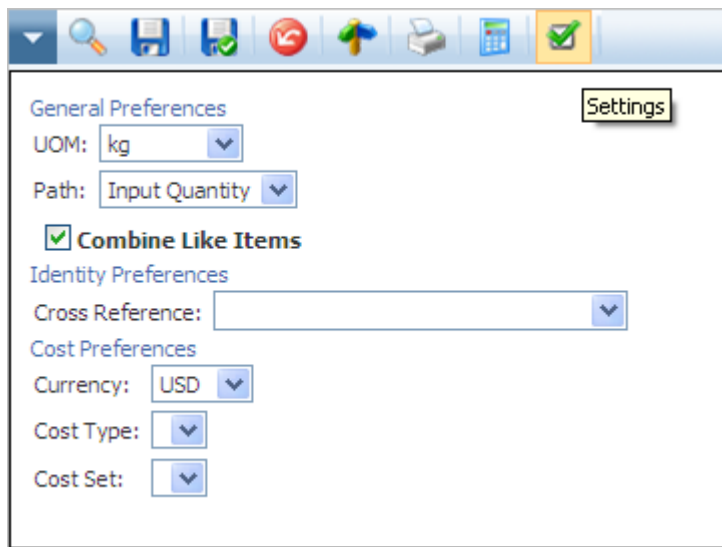 Settings
General Preferences
UOM: kg
Path: Input Quantity
Combine Like Items
Identity Preferences
Cross Reference:
Cost Preferences
Currency: USD
Cost Type:
Cost Set: